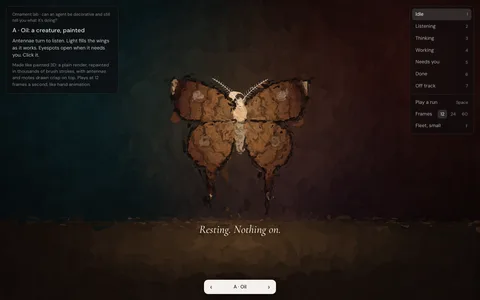 Ornament lab · can an agent be decorative and still tell you what it's doing?
A · Oil: a creature, painted
Antennae turn to listen. Light fills the wings as it works. Eyespots open when it needs you. Click it.
Made like painted 3D: a plain render, repainted in thousands of brush strokes, with antennae and motes drawn crisp on top. Plays at 12 frames a second, like hand animation.
Idle 1
Listening 2
Thinking 3
Working 4
Needs you 5
Done 6
Off track 7
Play a run Space
Frames 12 24 60
Fleet, small
Resting. Nothing on.
‹ A · Oil ›